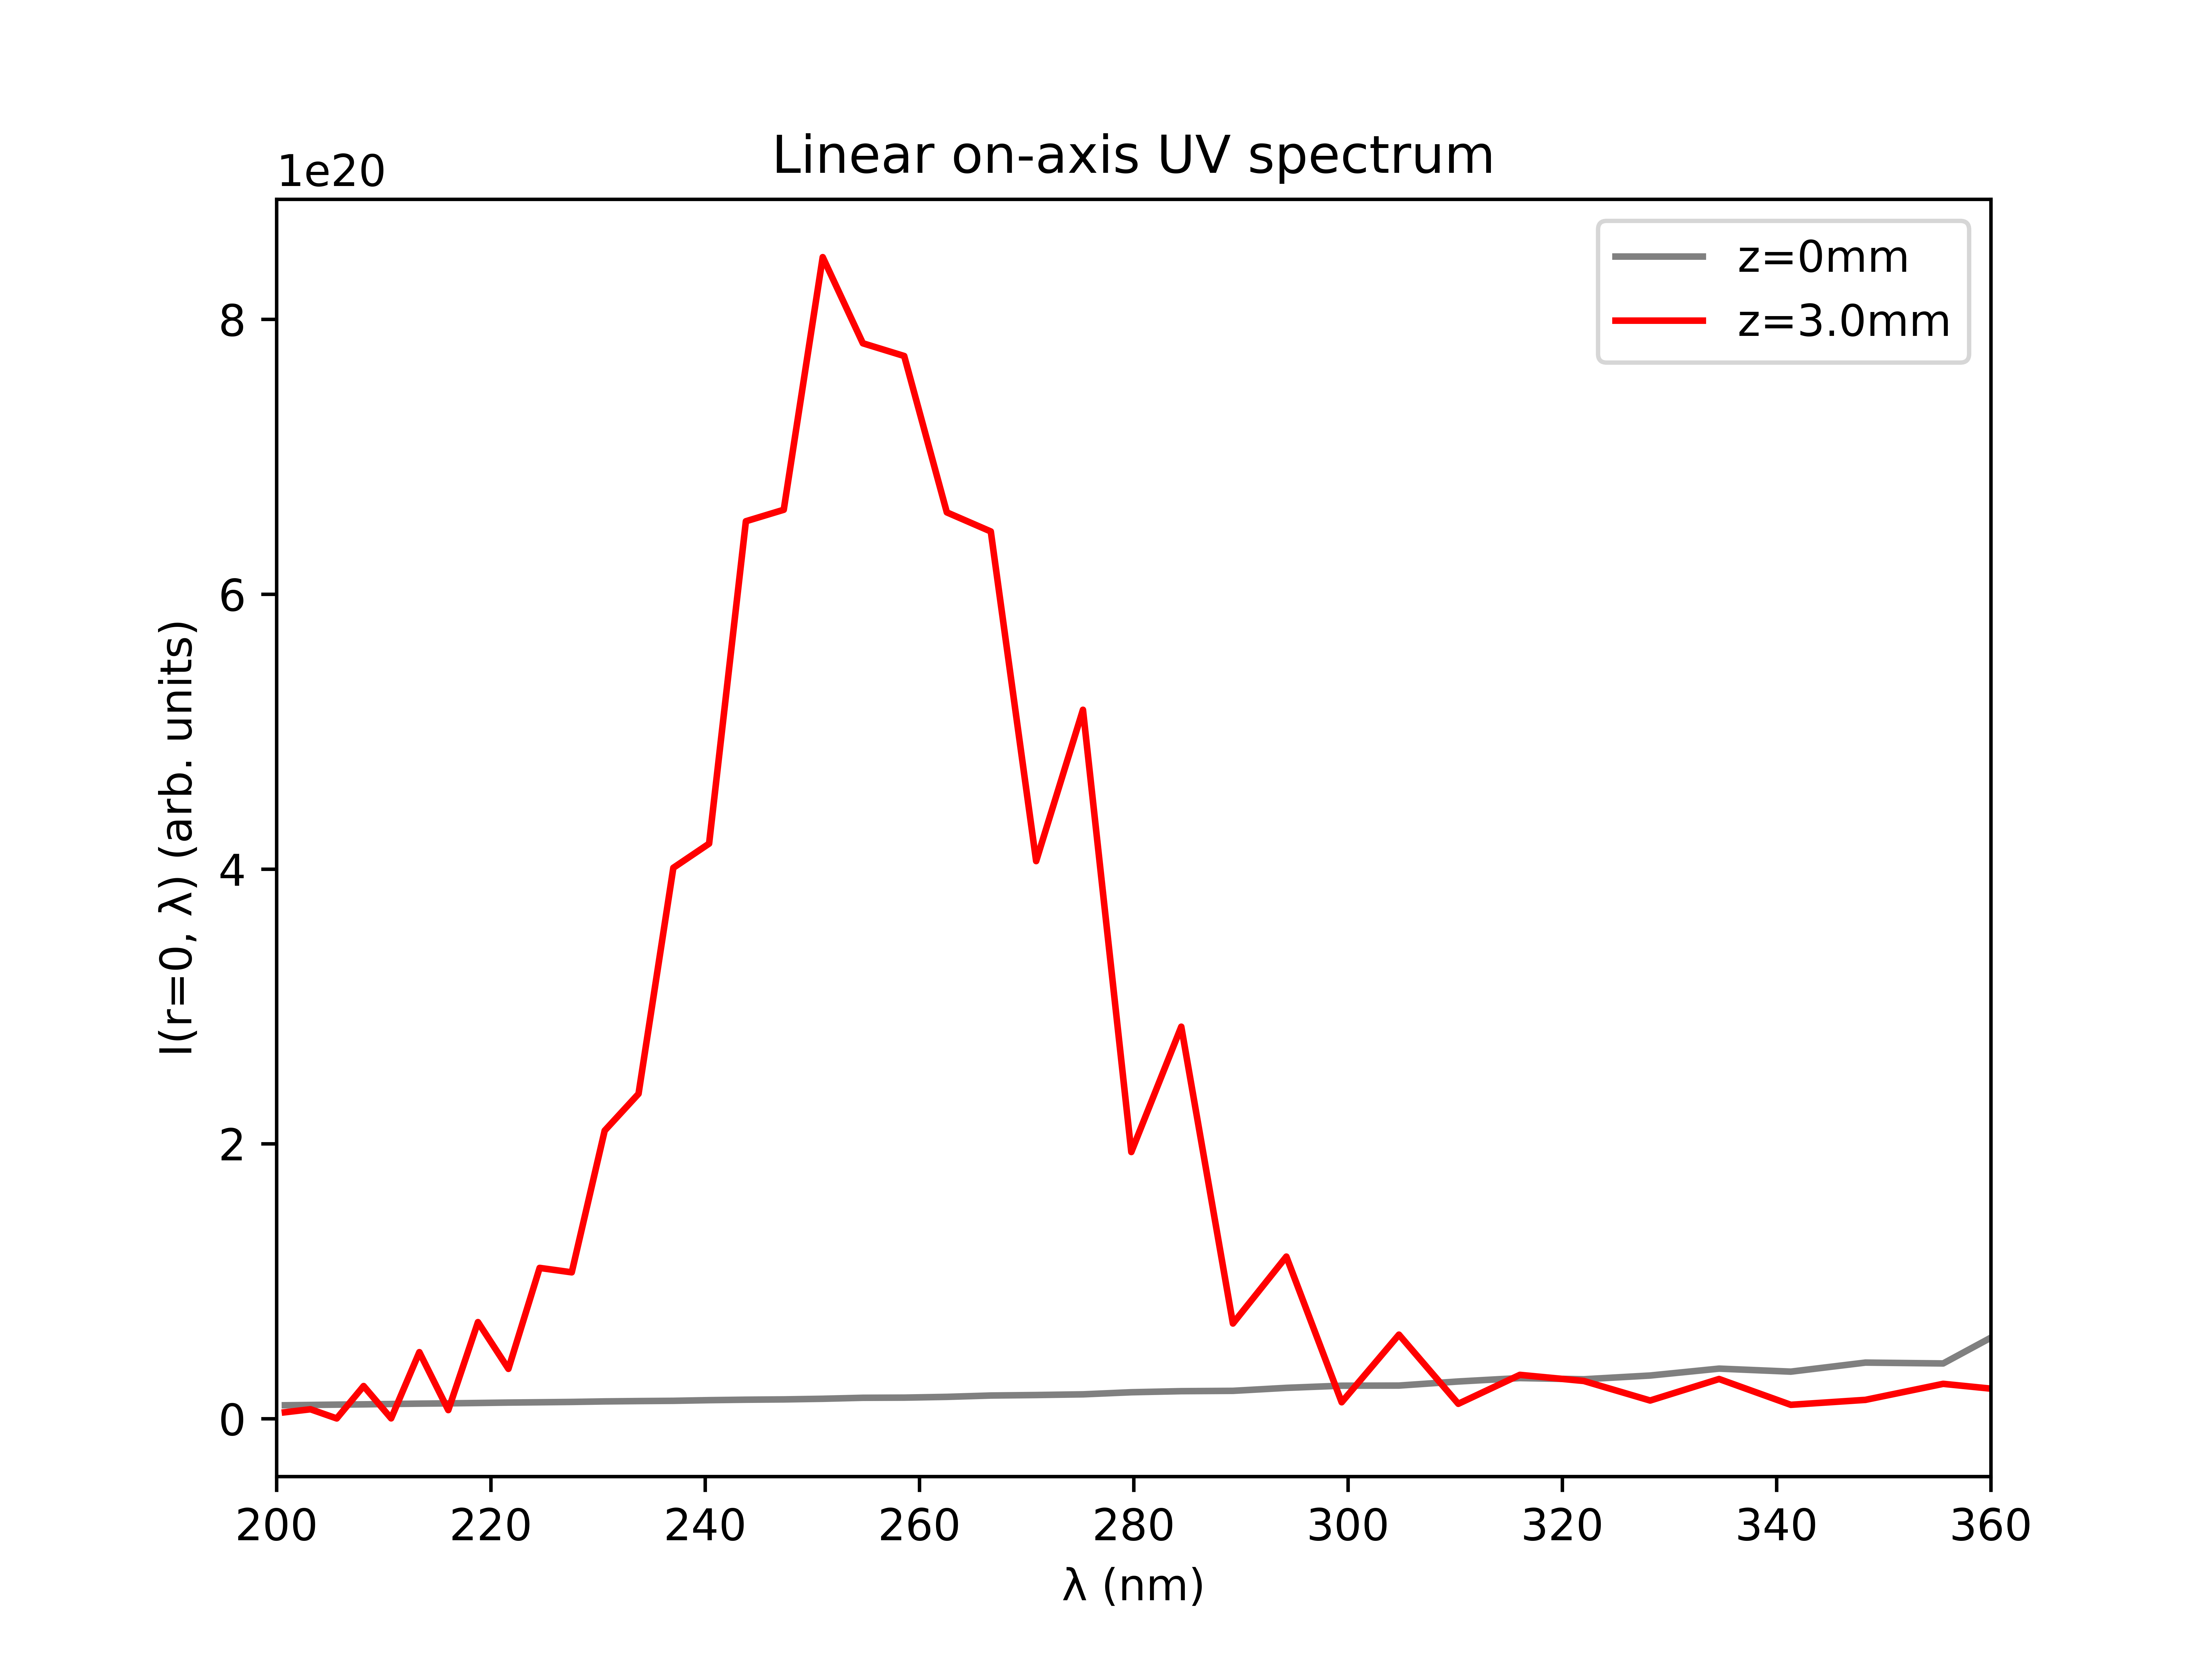 Linear on-axis UV spectrum
1e20
z=0mm
z=3.0mm
8
6
4
2
0
I(r=0, λ) (arb. units)
200 220 240 260 280 300 320 340 360
λ (nm)